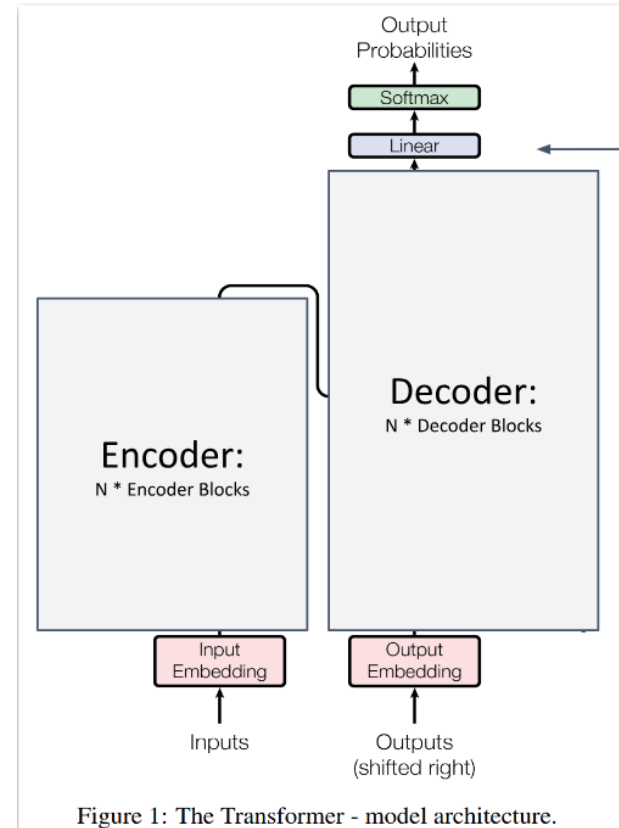 Output
Probabilities
Softmax
Linear
Encoder:
N * Encoder Blocks
Decoder:
N * Decoder Blocks
Input
Embedding
Output
Embedding
Inputs
Outputs
(shifted right)
Figure 1: The Transformer - model architecture.